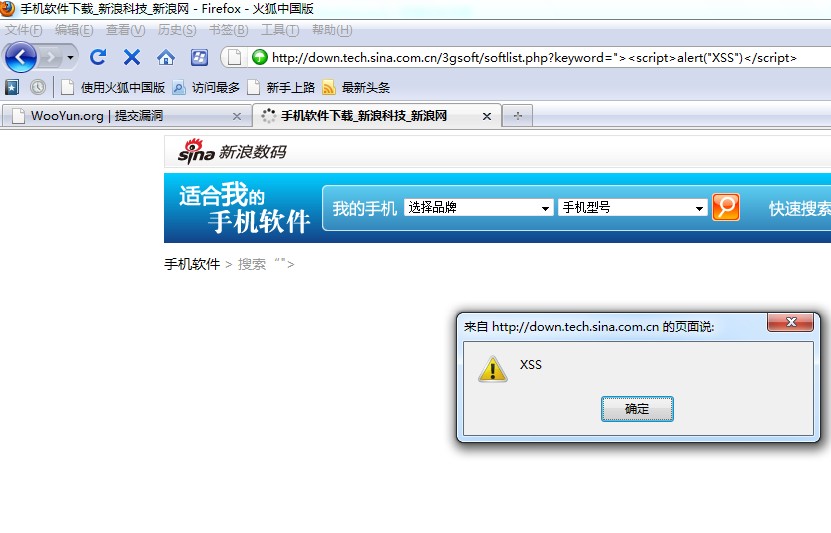 手机软件下载_新浪科技_新浪网 - Firefox - 火狐中国版
文件(F) 编辑(E) 查看(V) 历史(S) 书签(B) 工具(T) 帮助(H)
http://down.tech.sina.com.cn/3gsoft/softlist.php?keyword="><script>alert("XSS")</script>
使用火狐中国版 访问最多 新手上路 最新头条
WooYun.org | 提交漏洞 手机软件下载_新浪科技_新浪网
sina 新浪数码
适合我的
手机软件
我的手机 选择品牌 手机型号 快速搜索
手机软件 > 搜索 “">
来自 http://down.tech.sina.com.cn 的页面说:
XSS
确定